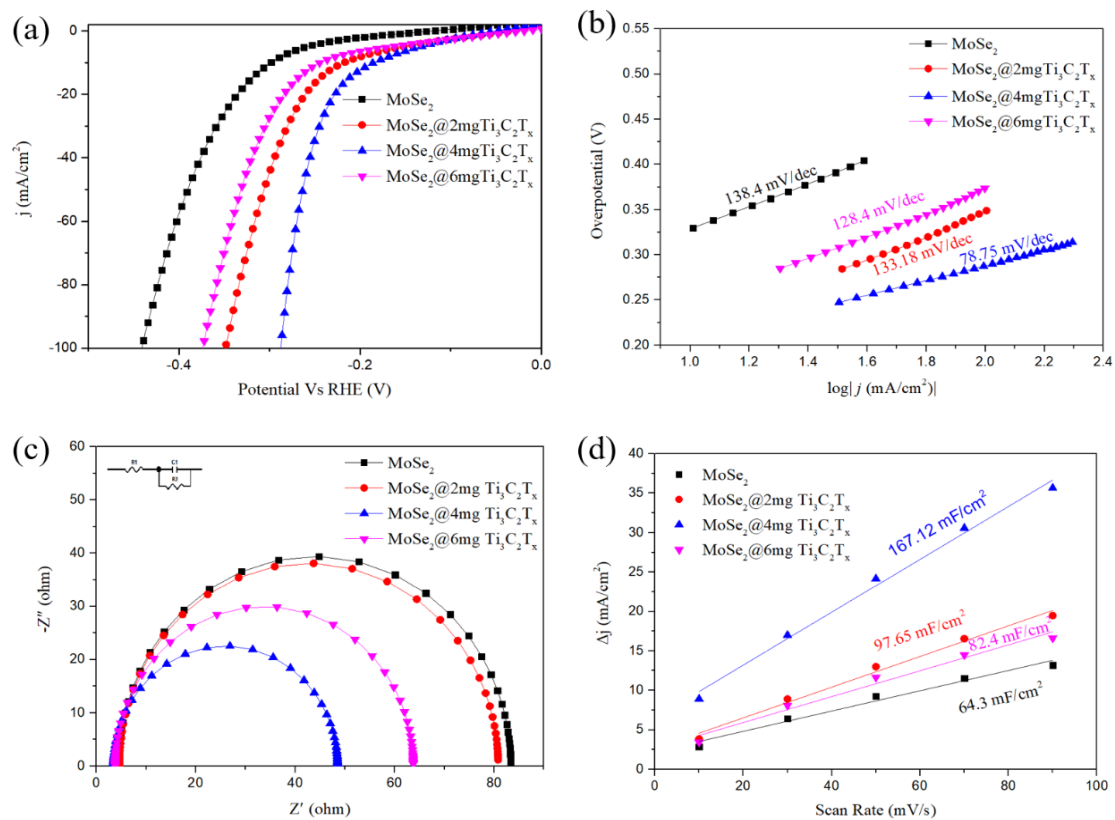 (a)
0
-20
-40
-60
-80
-100
-0.4
-0.2
0.0
j (mA/cm²)
Potential Vs RHE (V)
MoSe₂
MoSe₂@2mgTi₃C₂Tₓ
MoSe₂@4mgTi₃C₂Tₓ
MoSe₂@6mgTi₃C₂Tₓ
(b)
0.55
0.50
0.45
0.40
0.35
0.30
0.25
0.20
1.0
1.2
1.4
1.6
1.8
2.0
2.2
2.4
Overpotential (V)
log| j (mA/cm²)|
MoSe₂
MoSe₂@2mgTi₃C₂Tₓ
MoSe₂@4mgTi₃C₂Tₓ
MoSe₂@6mgTi₃C₂Tₓ
138.4 mV/dec
128.4 mV/dec
133.18 mV/dec
78.75 mV/dec
(c)
60
50
40
30
20
10
0
0
20
40
60
80
-Z″ (ohm)
Z′ (ohm)
R1
C1
R2
MoSe₂
MoSe₂@2mg Ti₃C₂Tₓ
MoSe₂@4mg Ti₃C₂Tₓ
MoSe₂@6mg Ti₃C₂Tₓ
(d)
40
35
30
25
20
15
10
5
0
0
20
40
60
80
100
Δj (mA/cm²)
Scan Rate (mV/s)
MoSe₂
MoSe₂@2mg Ti₃C₂Tₓ
MoSe₂@4mg Ti₃C₂Tₓ
MoSe₂@6mg Ti₃C₂Tₓ
167.12 mF/cm²
97.65 mF/cm²
82.4 mF/cm²
64.3 mF/cm²